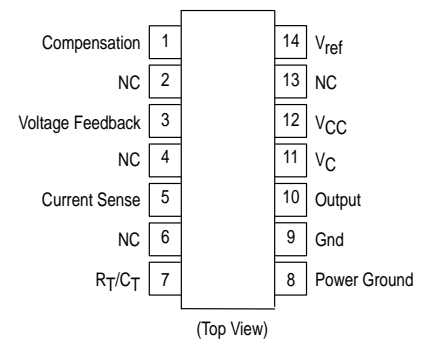 Compensation 1 14 Vref
NC 2 13 NC
Voltage Feedback 3 12 VCC
NC 4 11 VC
Current Sense 5 10 Output
NC 6 9 Gnd
RT/CT 7 8 Power Ground
(Top View)